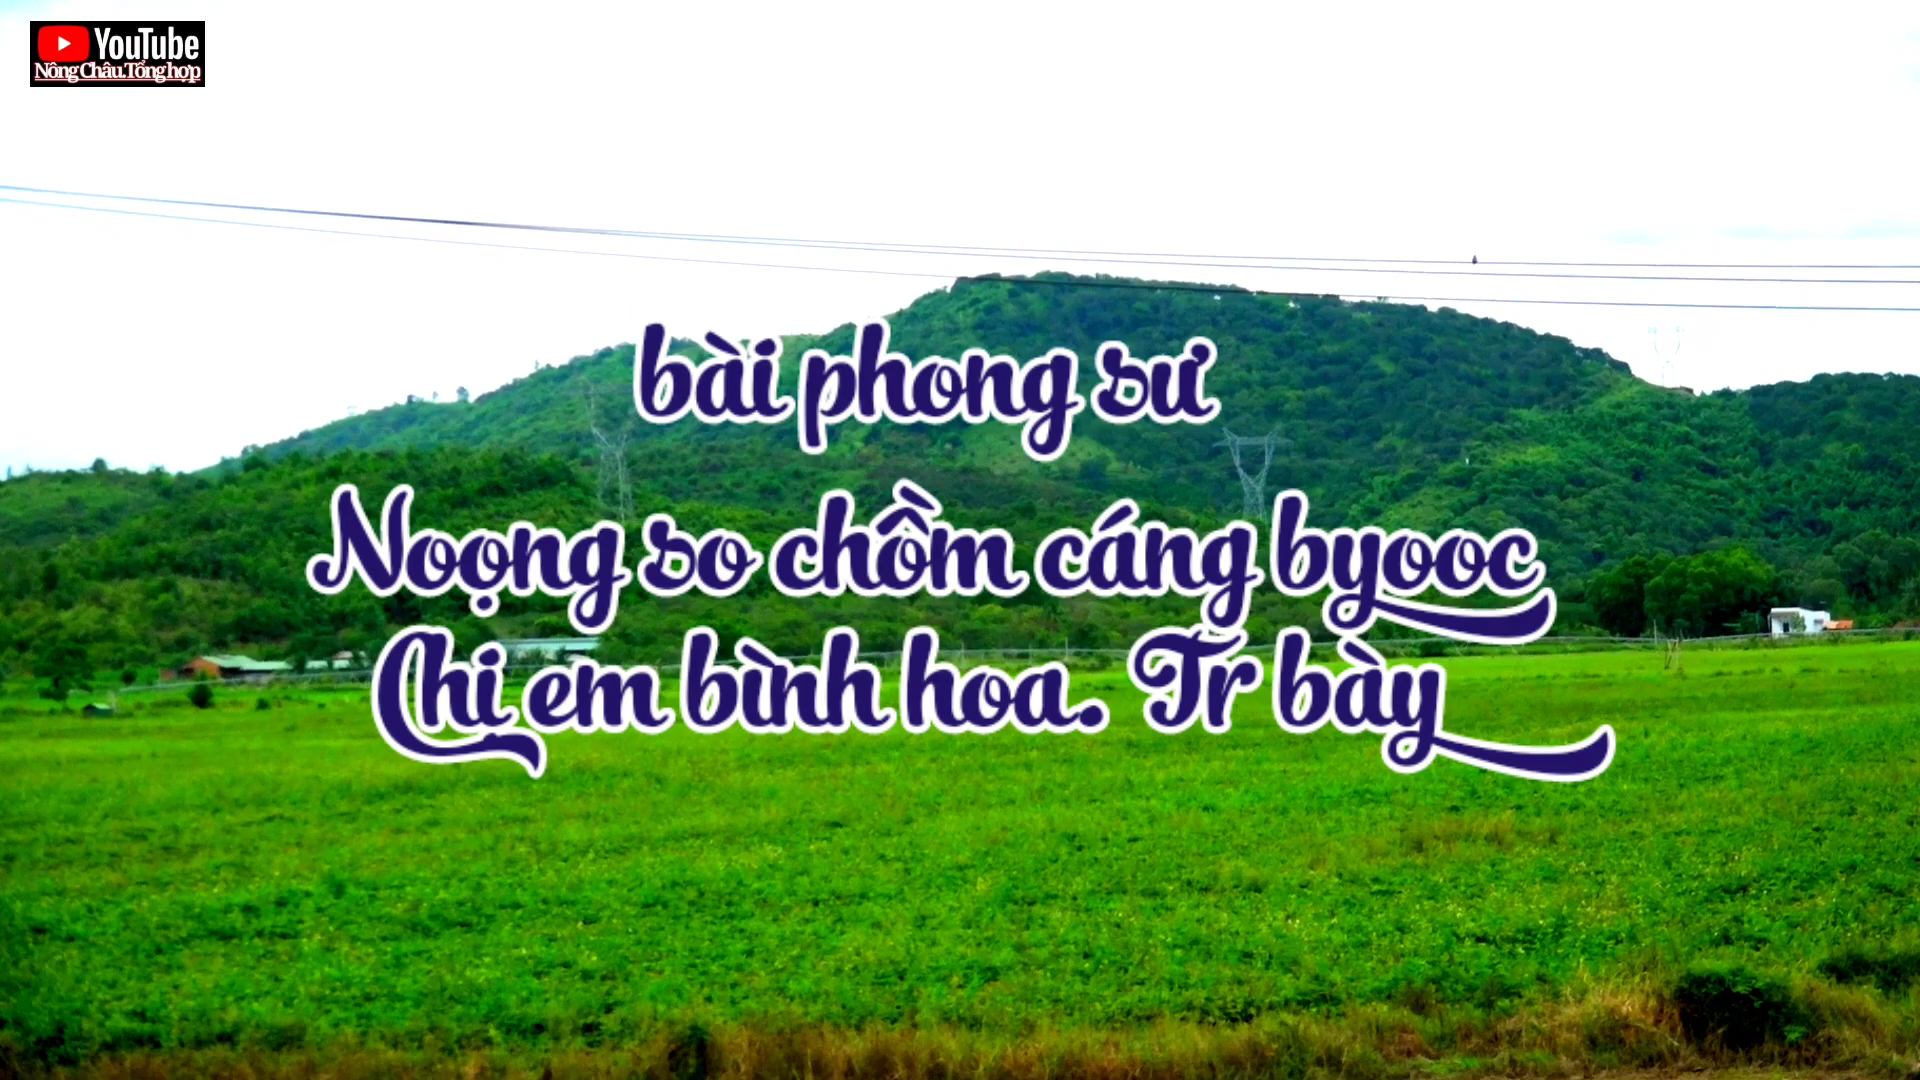 YouTube
Nông Châu.Tổng hợp
bài phong sư
Noọng so chồm cáng byooc
Chị em bình hoa. Tr bày